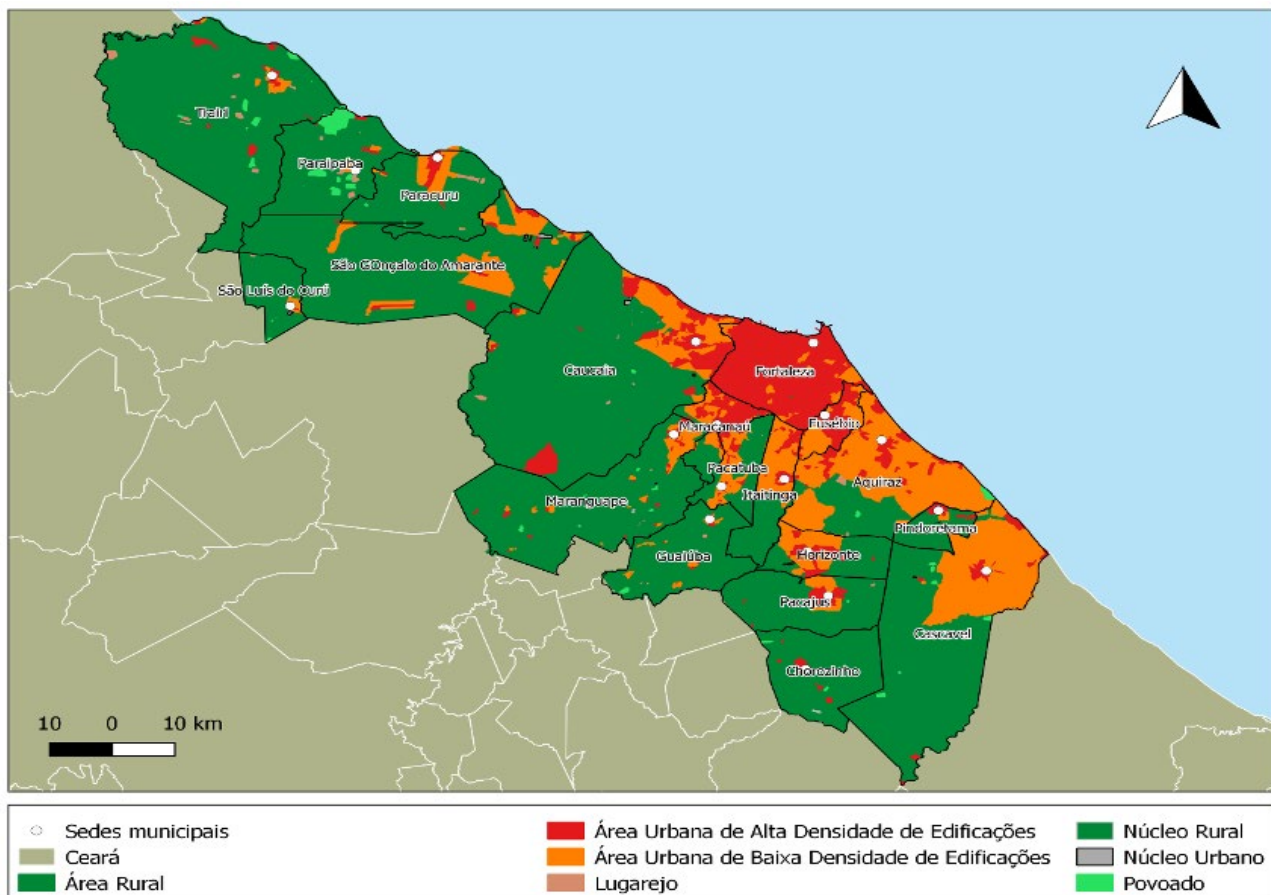 Trairi
Paraipaba
Paracuru
São GOnçalo do Amarante
São Luís do Curú
Caucaia
Fortaleza
Eusébio
Maracanaú
Pacatuba
Itaitinga
Aquiraz
Maranguape
Pindoretama
Guaiúba
Horizonte
Pacajus
Cascavel
Chorozinho
10 0 10 km
Sedes municipais
Ceará
Área Rural
Área Urbana de Alta Densidade de Edificações
Área Urbana de Baixa Densidade de Edificações
Lugarejo
Núcleo Rural
Núcleo Urbano
Povoado